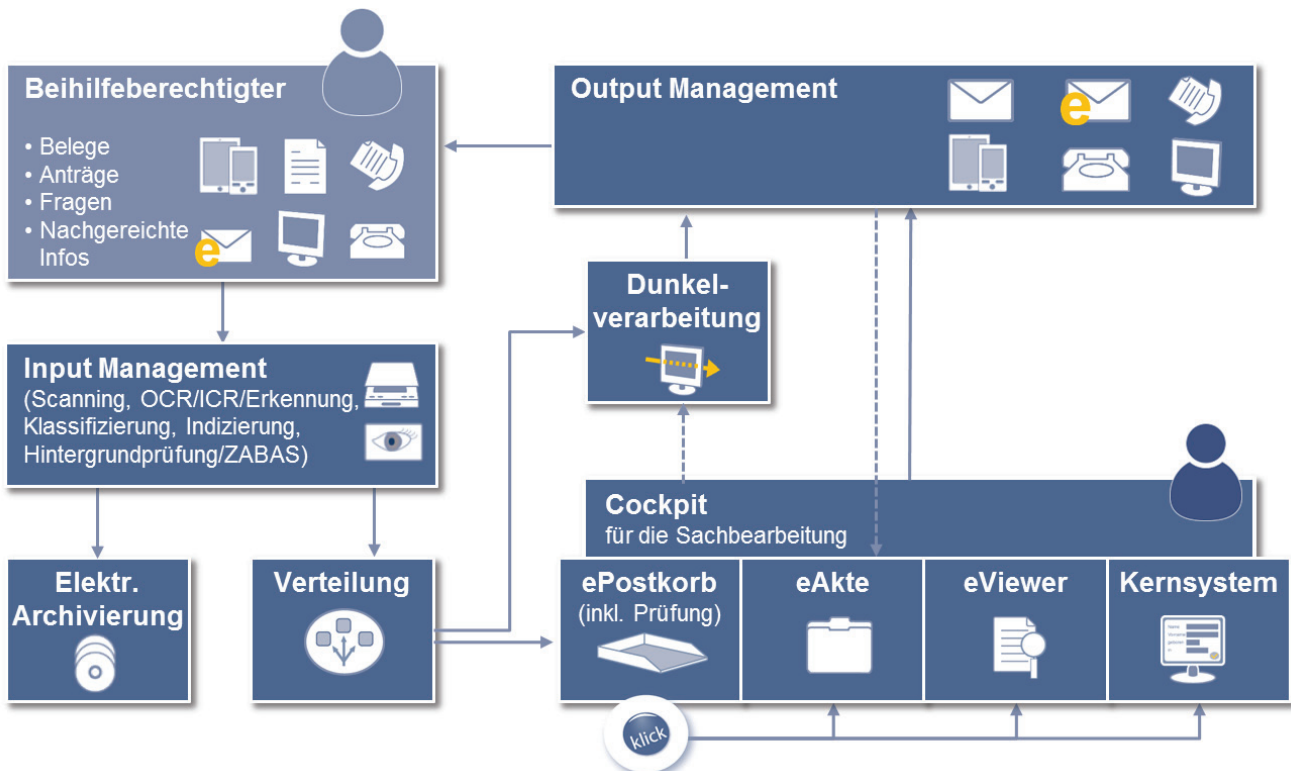 Beihilfeberechtigter
• Belege
• Anträge
• Fragen
• Nachgereichte
Infos
e
Output Management
e
Dunkel-
verarbeitung
Input Management
(Scanning, OCR/ICR/Erkennung,
Klassifizierung, Indizierung,
Hintergrundprüfung/ZABAS)
Cockpit
für die Sachbearbeitung
Elektr.
Archivierung
Verteilung
ePostkorb
(inkl. Prüfung)
eAkte
eViewer
Kernsystem
klick